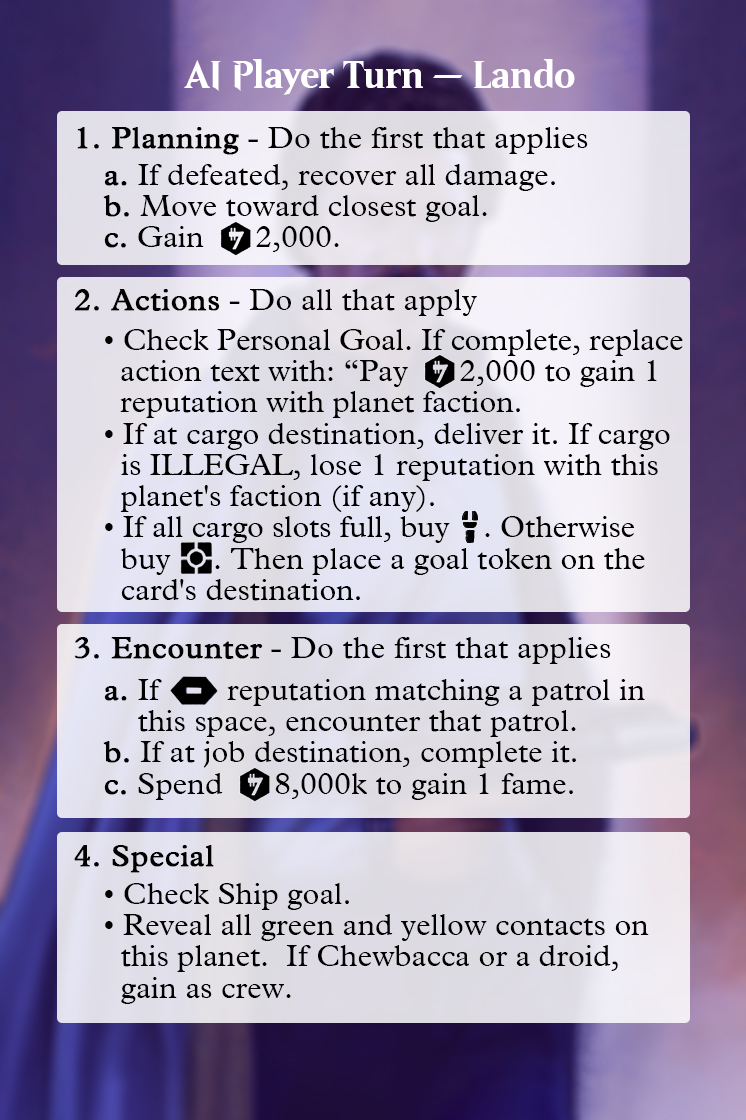 AI Player Turn — Lando
1. Planning - Do the first that applies
a. If defeated, recover all damage.
b. Move toward closest goal.
c. Gain 2,000.
2. Actions - Do all that apply
• Check Personal Goal. If complete, replace
action text with: “Pay 2,000 to gain 1
reputation with planet faction.
• If at cargo destination, deliver it. If cargo
is ILLEGAL, lose 1 reputation with this
planet's faction (if any).
• If all cargo slots full, buy . Otherwise
buy . Then place a goal token on the
card's destination.
3. Encounter - Do the first that applies
a. If reputation matching a patrol in
this space, encounter that patrol.
b. If at job destination, complete it.
c. Spend 8,000k to gain 1 fame.
4. Special
• Check Ship goal.
• Reveal all green and yellow contacts on
this planet. If Chewbacca or a droid,
gain as crew.